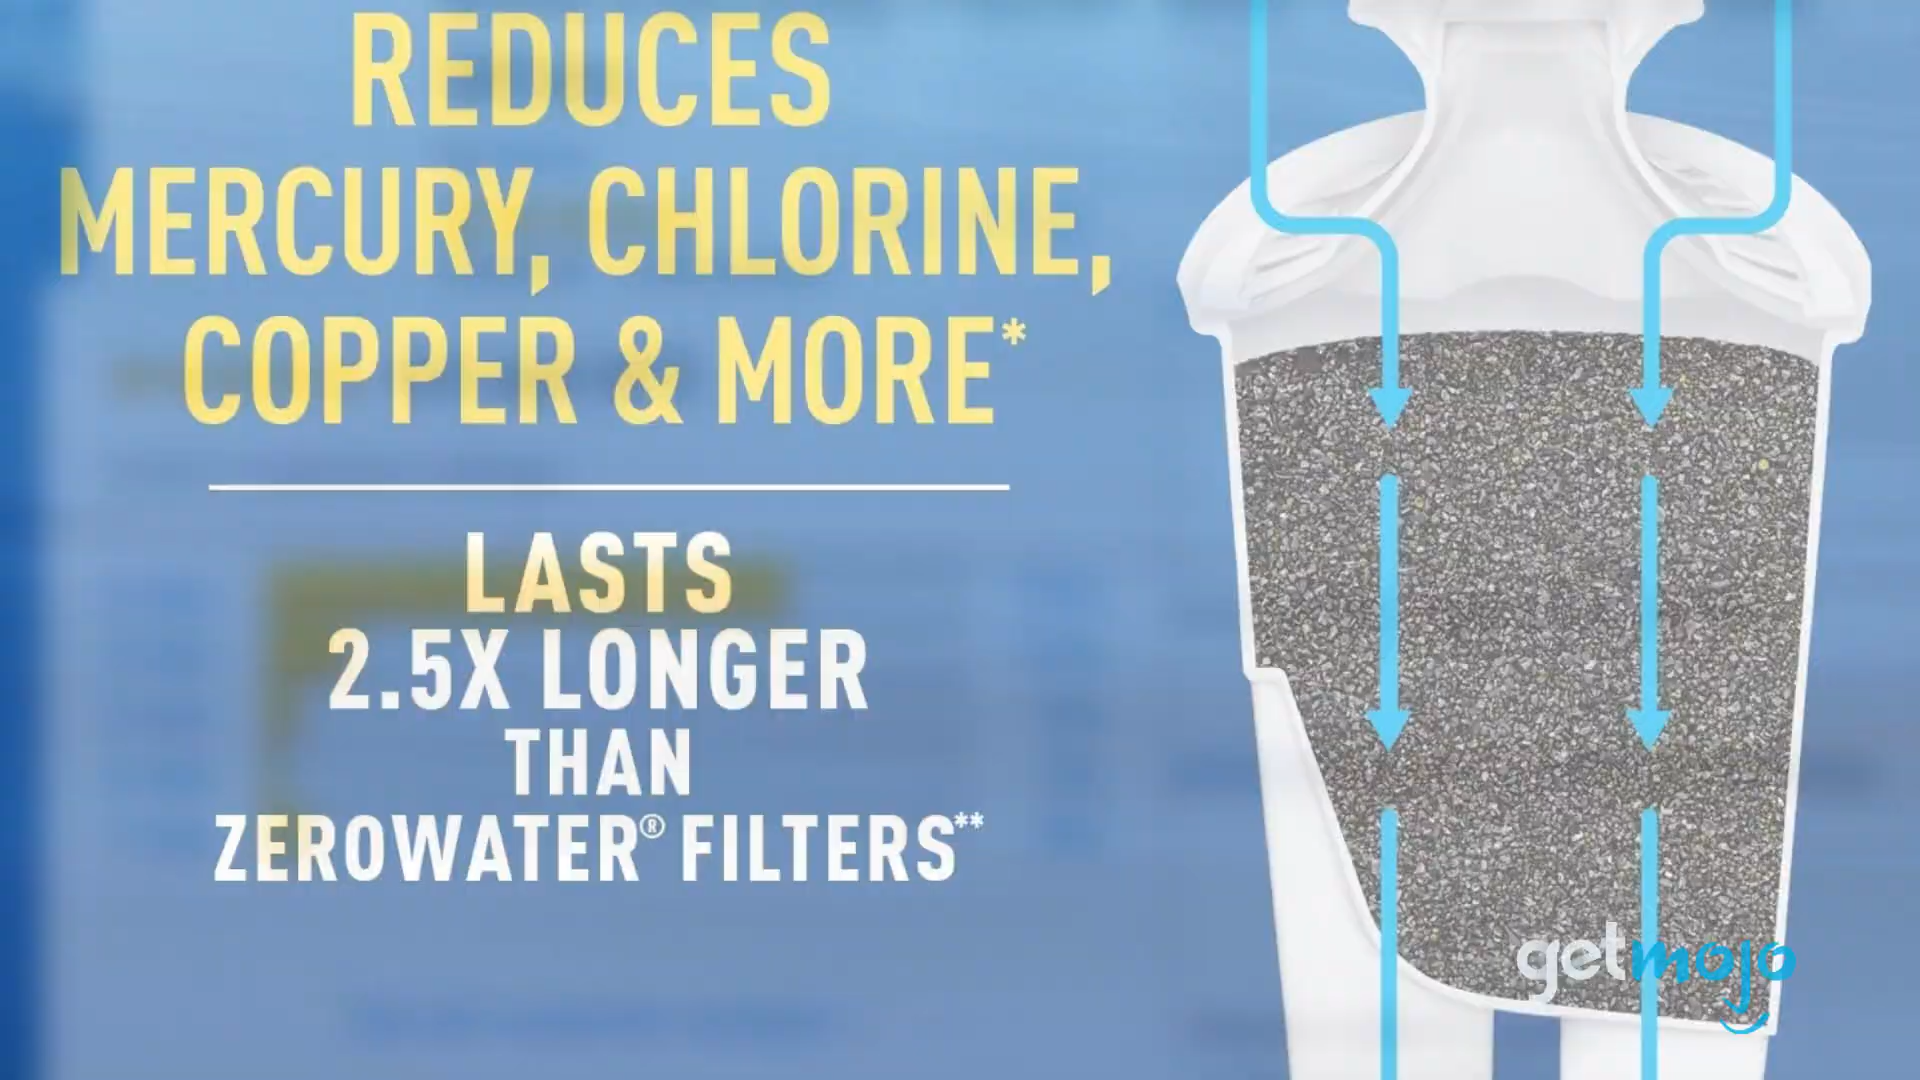 REDUCES
MERCURY, CHLORINE,
COPPER & MORE*
LASTS
2.5X LONGER
THAN
ZEROWATER® FILTERS**
getmojo